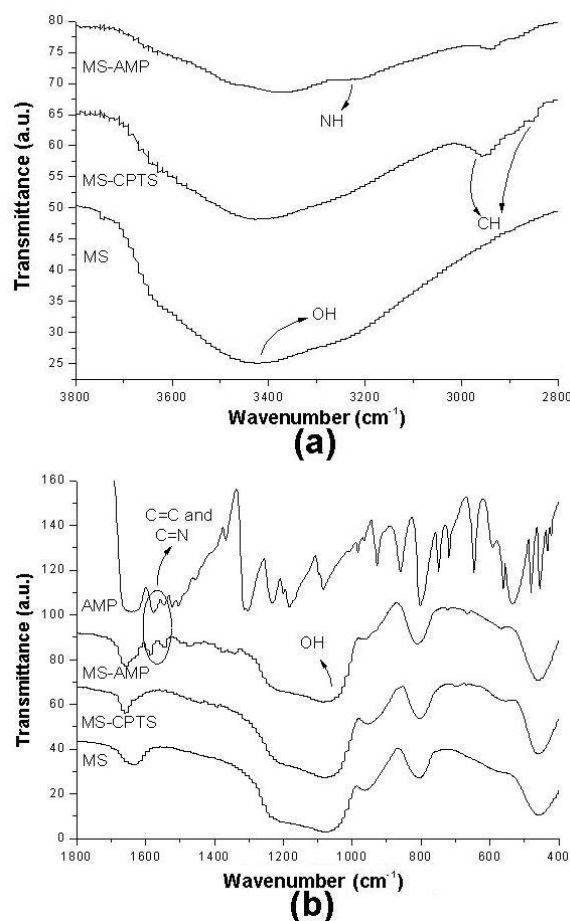 80
75
70
65
60
55
50
45
40
35
30
25
Transmittance (a.u.)
MS-AMP
NH
MS-CPTS
CH
MS
OH
3800 3600 3400 3200 3000 2800
Wavenumber (cm-1)
(a)
160
140
120
100
80
60
40
20
0
Transmittance (a.u.)
C=C and
C=N
AMP
OH
MS-AMP
MS-CPTS
MS
1800 1600 1400 1200 1000 800 600 400
Wavenumber (cm-1)
(b)